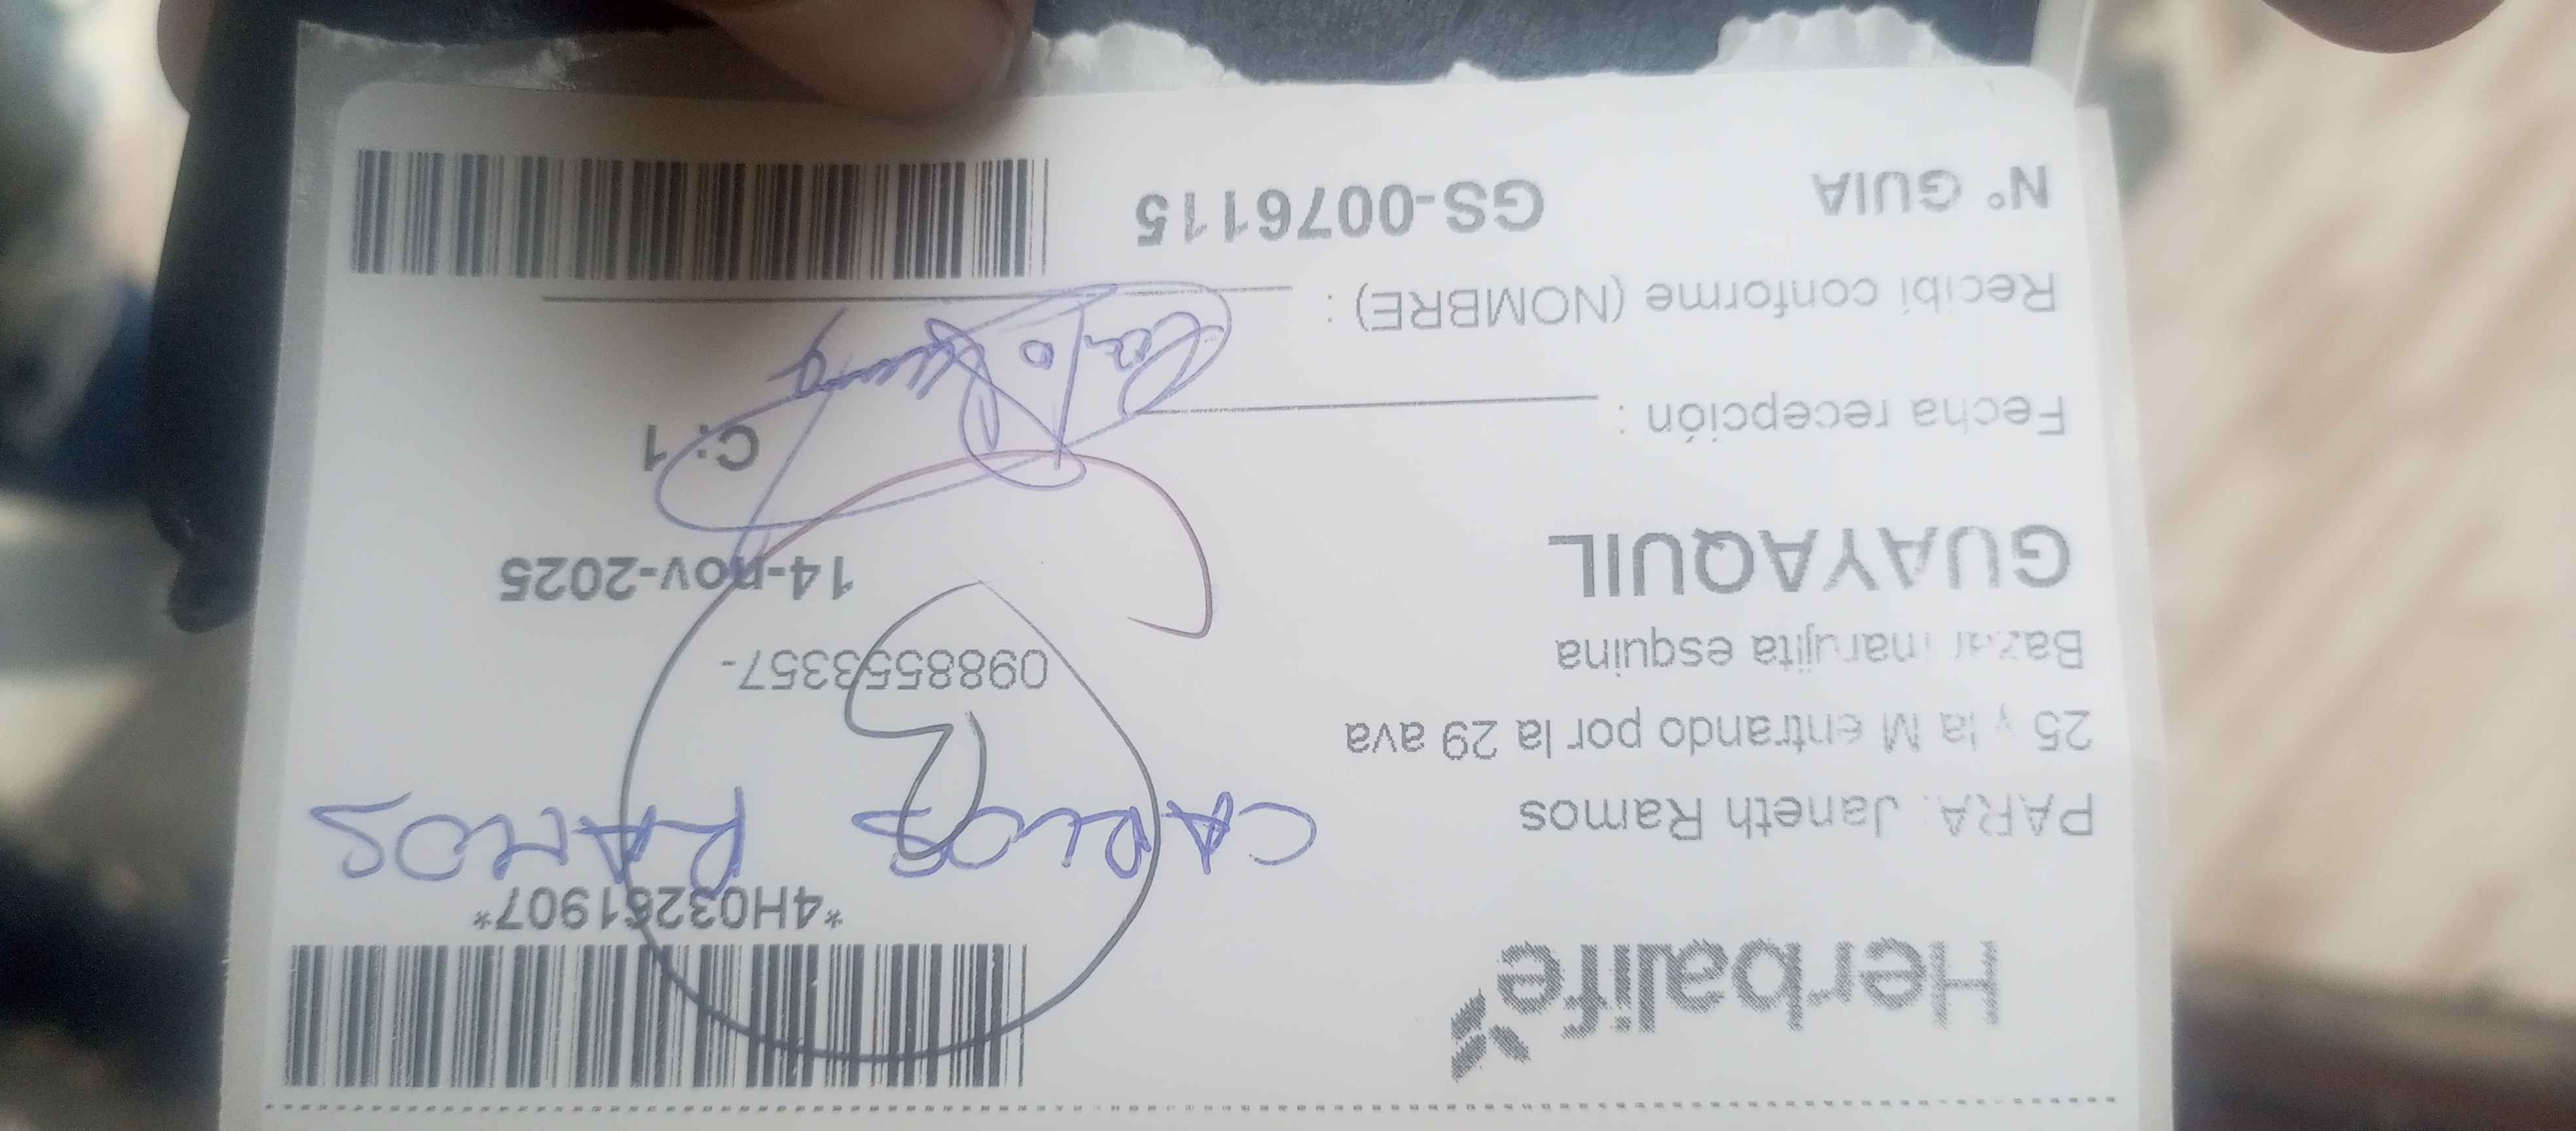 Herbalife
*4H03261907*
CARLOS RAMOS
PARA: Janeth Ramos
25 y la M entrando por la 29 ava
0988553357-
Bazar marujita esquina
GUAYAQUIL
14-nov-2025
C: 1
Fecha recepción :
Recibí conforme (NOMBRE) :
N° GUIA
GS-0076115